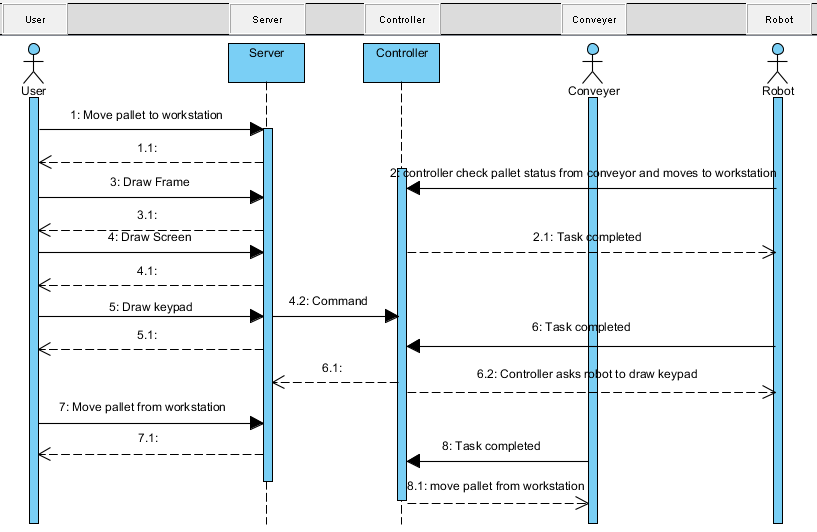 User Server Controller Conveyer Robot
Server Controller
User Conveyer Robot
1: Move pallet to workstation
1.1:
2: controller check pallet status from conveyor and moves to workstation
3: Draw Frame
3.1:
4: Draw Screen
2.1: Task completed
4.1:
4.2: Command
5: Draw keypad
6: Task completed
5.1:
6.1:
6.2: Controller asks robot to draw keypad
7: Move pallet from workstation
7.1:
8: Task completed
8.1: move pallet from workstation